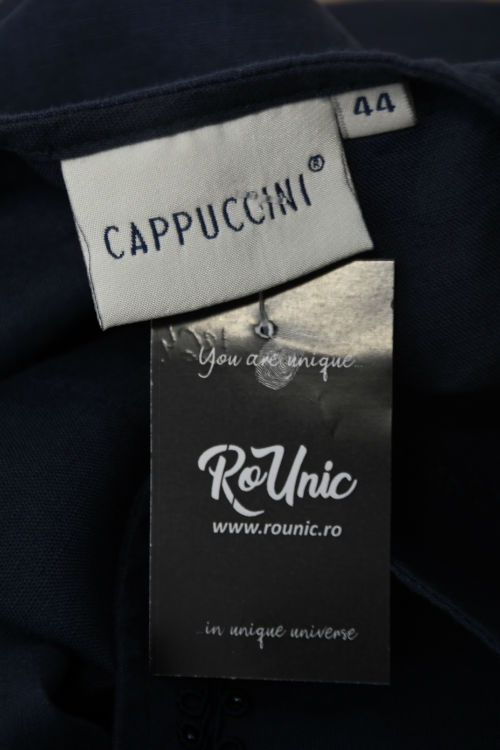 44
CAPPUCCINI®
You are unique...
RoUnic
www.rounic.ro
...in unique universe